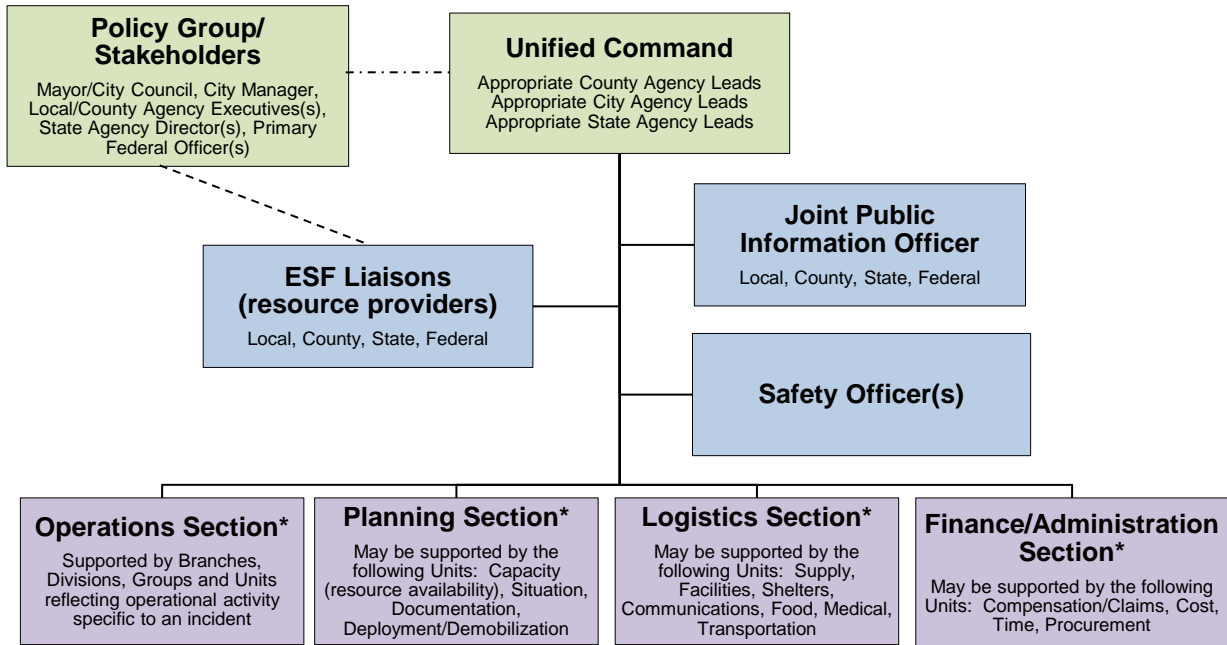 Policy Group/
Stakeholders
Mayor/City Council, City Manager,
Local/County Agency Executives(s),
State Agency Director(s), Primary
Federal Officer(s)
Unified Command
Appropriate County Agency Leads
Appropriate City Agency Leads
Appropriate State Agency Leads
Joint Public
Information Officer
Local, County, State, Federal
ESF Liaisons
(resource providers)
Local, County, State, Federal
Safety Officer(s)
Operations Section*
Supported by Branches,
Divisions, Groups and Units
reflecting operational activity
specific to an incident
Planning Section*
May be supported by the
following Units: Capacity
(resource availability), Situation,
Documentation,
Deployment/Demobilization
Logistics Section*
May be supported by the
following Units: Supply,
Facilities, Shelters,
Communications, Food, Medical,
Transportation
Finance/Administration
Section*
May be supported by the following
Units: Compensation/Claims, Cost,
Time, Procurement